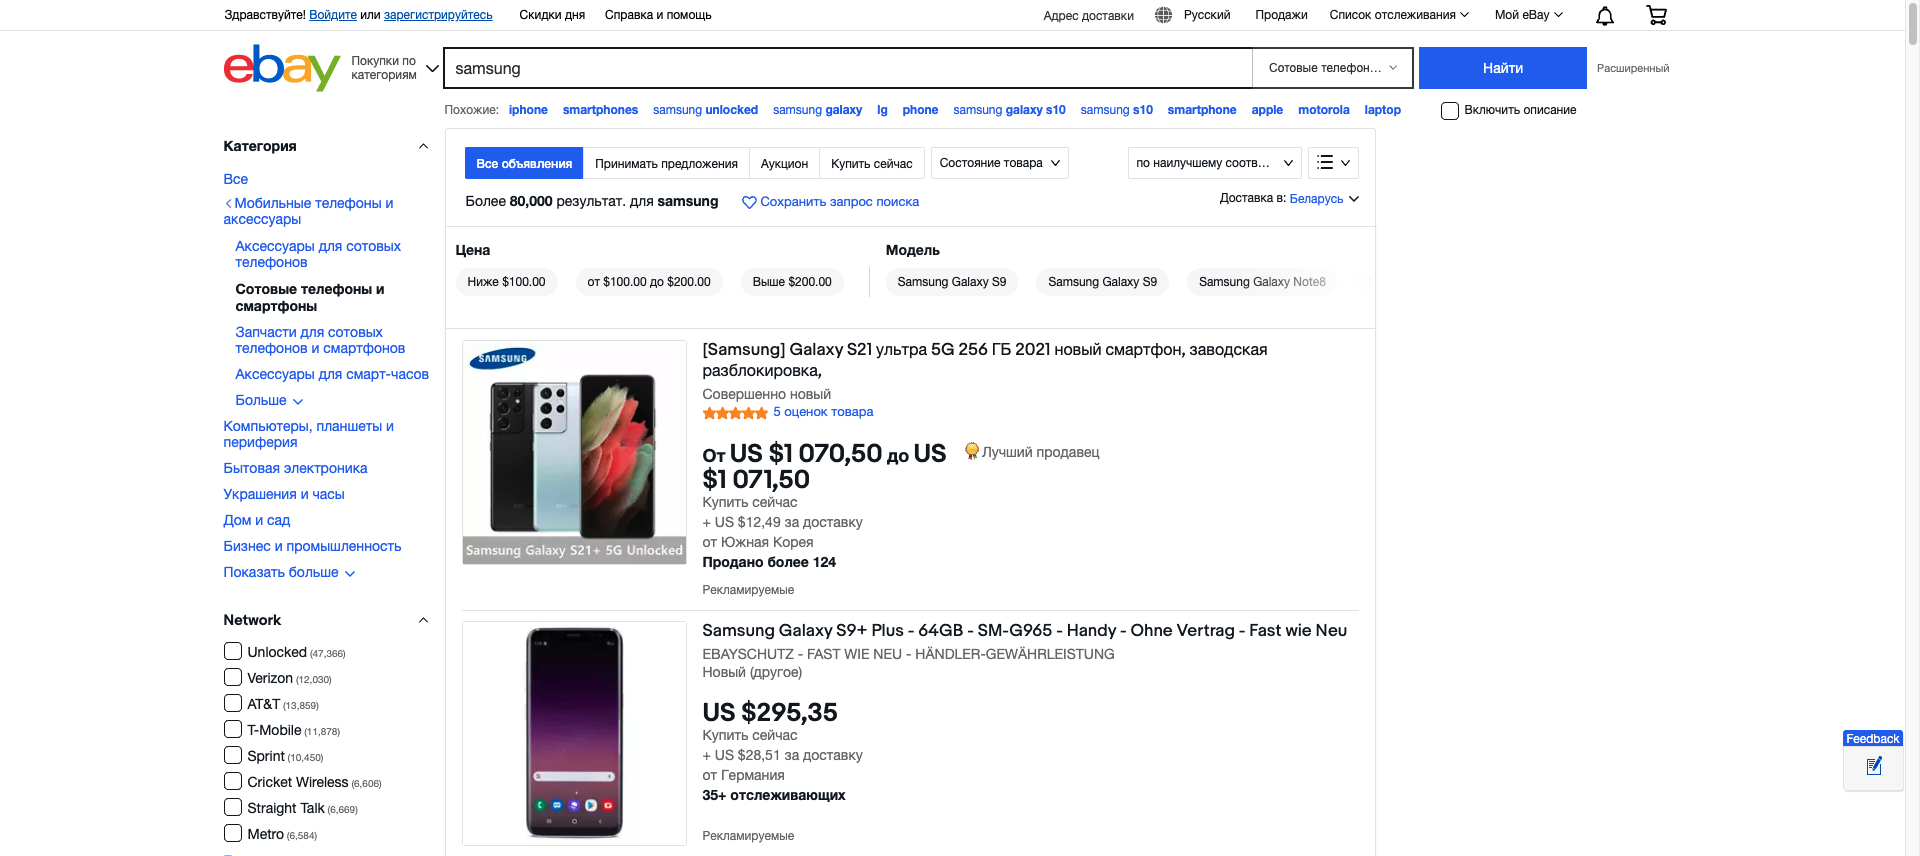 Здравствуйте! Войдите или зарегистрируйтесь Скидки дня Справка и помощь Адрес доставки Русский Продажи Список отслеживания Мой eBay
ebay
Покупки по категориям
samsung
Сотовые телефон...
Найти
Расширенный
Похожие: iphone smartphones samsung unlocked samsung galaxy lg phone samsung galaxy s10 samsung s10 smartphone apple motorola laptop
Включить описание
Категория
Все
Мобильные телефоны и
аксессуары
Аксессуары для сотовых
телефонов
Сотовые телефоны и
смартфоны
Запчасти для сотовых
телефонов и смартфонов
Аксессуары для смарт-часов
Больше
Компьютеры, планшеты и
периферия
Бытовая электроника
Украшения и часы
Дом и сад
Бизнес и промышленность
Показать больше
Network
Unlocked (47,366)
Verizon (12,030)
AT&T (13,859)
T-Mobile (11,878)
Sprint (10,450)
Cricket Wireless (6,606)
Straight Talk (6,669)
Metro (6,584)
Все объявления Принимать предложения Аукцион Купить сейчас Состояние товара по наилучшему соотв...
Более 80,000 результат. для samsung Сохранить запрос поиска
Доставка в: Беларусь
Цена
Ниже $100.00 от $100.00 до $200.00 Выше $200.00
Модель
Samsung Galaxy S9 Samsung Galaxy S9 Samsung Galaxy Note8
SAMSUNG
Samsung Galaxy S21+ 5G Unlocked
[Samsung] Galaxy S21 ультра 5G 256 ГБ 2021 новый смартфон, заводская
разблокировка,
Совершенно новый
5 оценок товара
От US $1 070,50 до US
$1 071,50
Лучший продавец
Купить сейчас
+ US $12,49 за доставку
от Южная Корея
Продано более 124
Рекламируемые
Samsung Galaxy S9+ Plus - 64GB - SM-G965 - Handy - Ohne Vertrag - Fast wie Neu
EBAYSCHUTZ - FAST WIE NEU - HÄNDLER-GEWÄHRLEISTUNG
Новый (другое)
US $295,35
Купить сейчас
+ US $28,51 за доставку
от Германия
35+ отслеживающих
Рекламируемые
Feedback